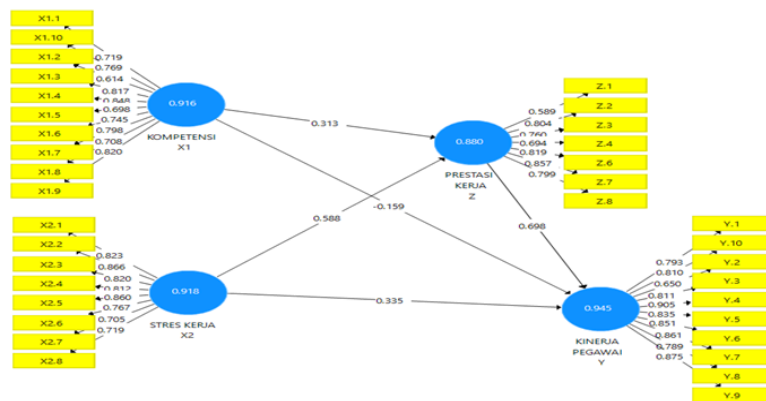 X1.1
X1.10
X1.2
X1.3
X1.4
X1.5
X1.6
X1.7
X1.8
X1.9
0.719
0.769
0.614
0.817
0.848
0.698
0.745
0.798
0.708
0.820
0.916
KOMPETENSI
X1
0.313
-0.159
X2.1
X2.2
X2.3
X2.4
X2.5
X2.6
X2.7
X2.8
0.823
0.866
0.820
0.812
0.860
0.767
0.705
0.719
0.918
STRES KERJA
X2
0.588
0.335
0.880
PRESTASI
KERJA
Z
0.589
0.804
0.760
0.694
0.819
0.857
0.799
Z.1
Z.2
Z.3
Z.4
Z.6
Z.7
Z.8
0.698
0.945
KINERJA
PEGAWAI
Y
0.793
0.810
0.650
0.811
0.905
0.835
0.851
0.861
0.789
0.875
Y.1
Y.10
Y.2
Y.3
Y.4
Y.5
Y.6
Y.7
Y.8
Y.9